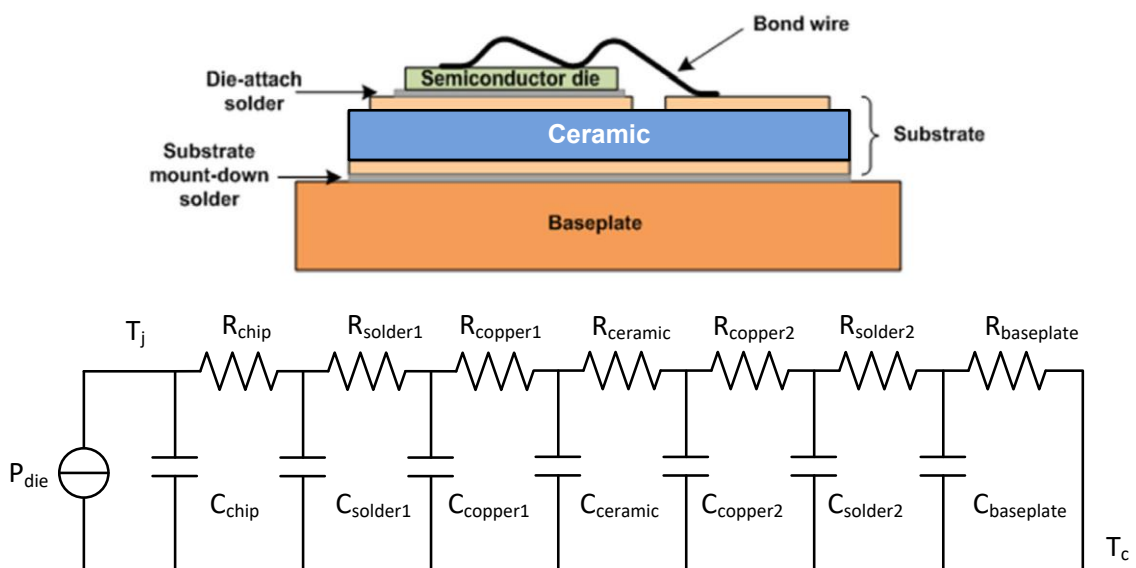 Bond wire
Die-attach
solder
Semiconductor die
Ceramic
Substrate
Substrate
mount-down
solder
Baseplate
Tj
Rchip
Rsolder1
Rcopper1
Rceramic
Rcopper2
Rsolder2
Rbaseplate
Pdie
Cchip
Csolder1
Ccopper1
Cceramic
Ccopper2
Csolder2
Cbaseplate
Tc